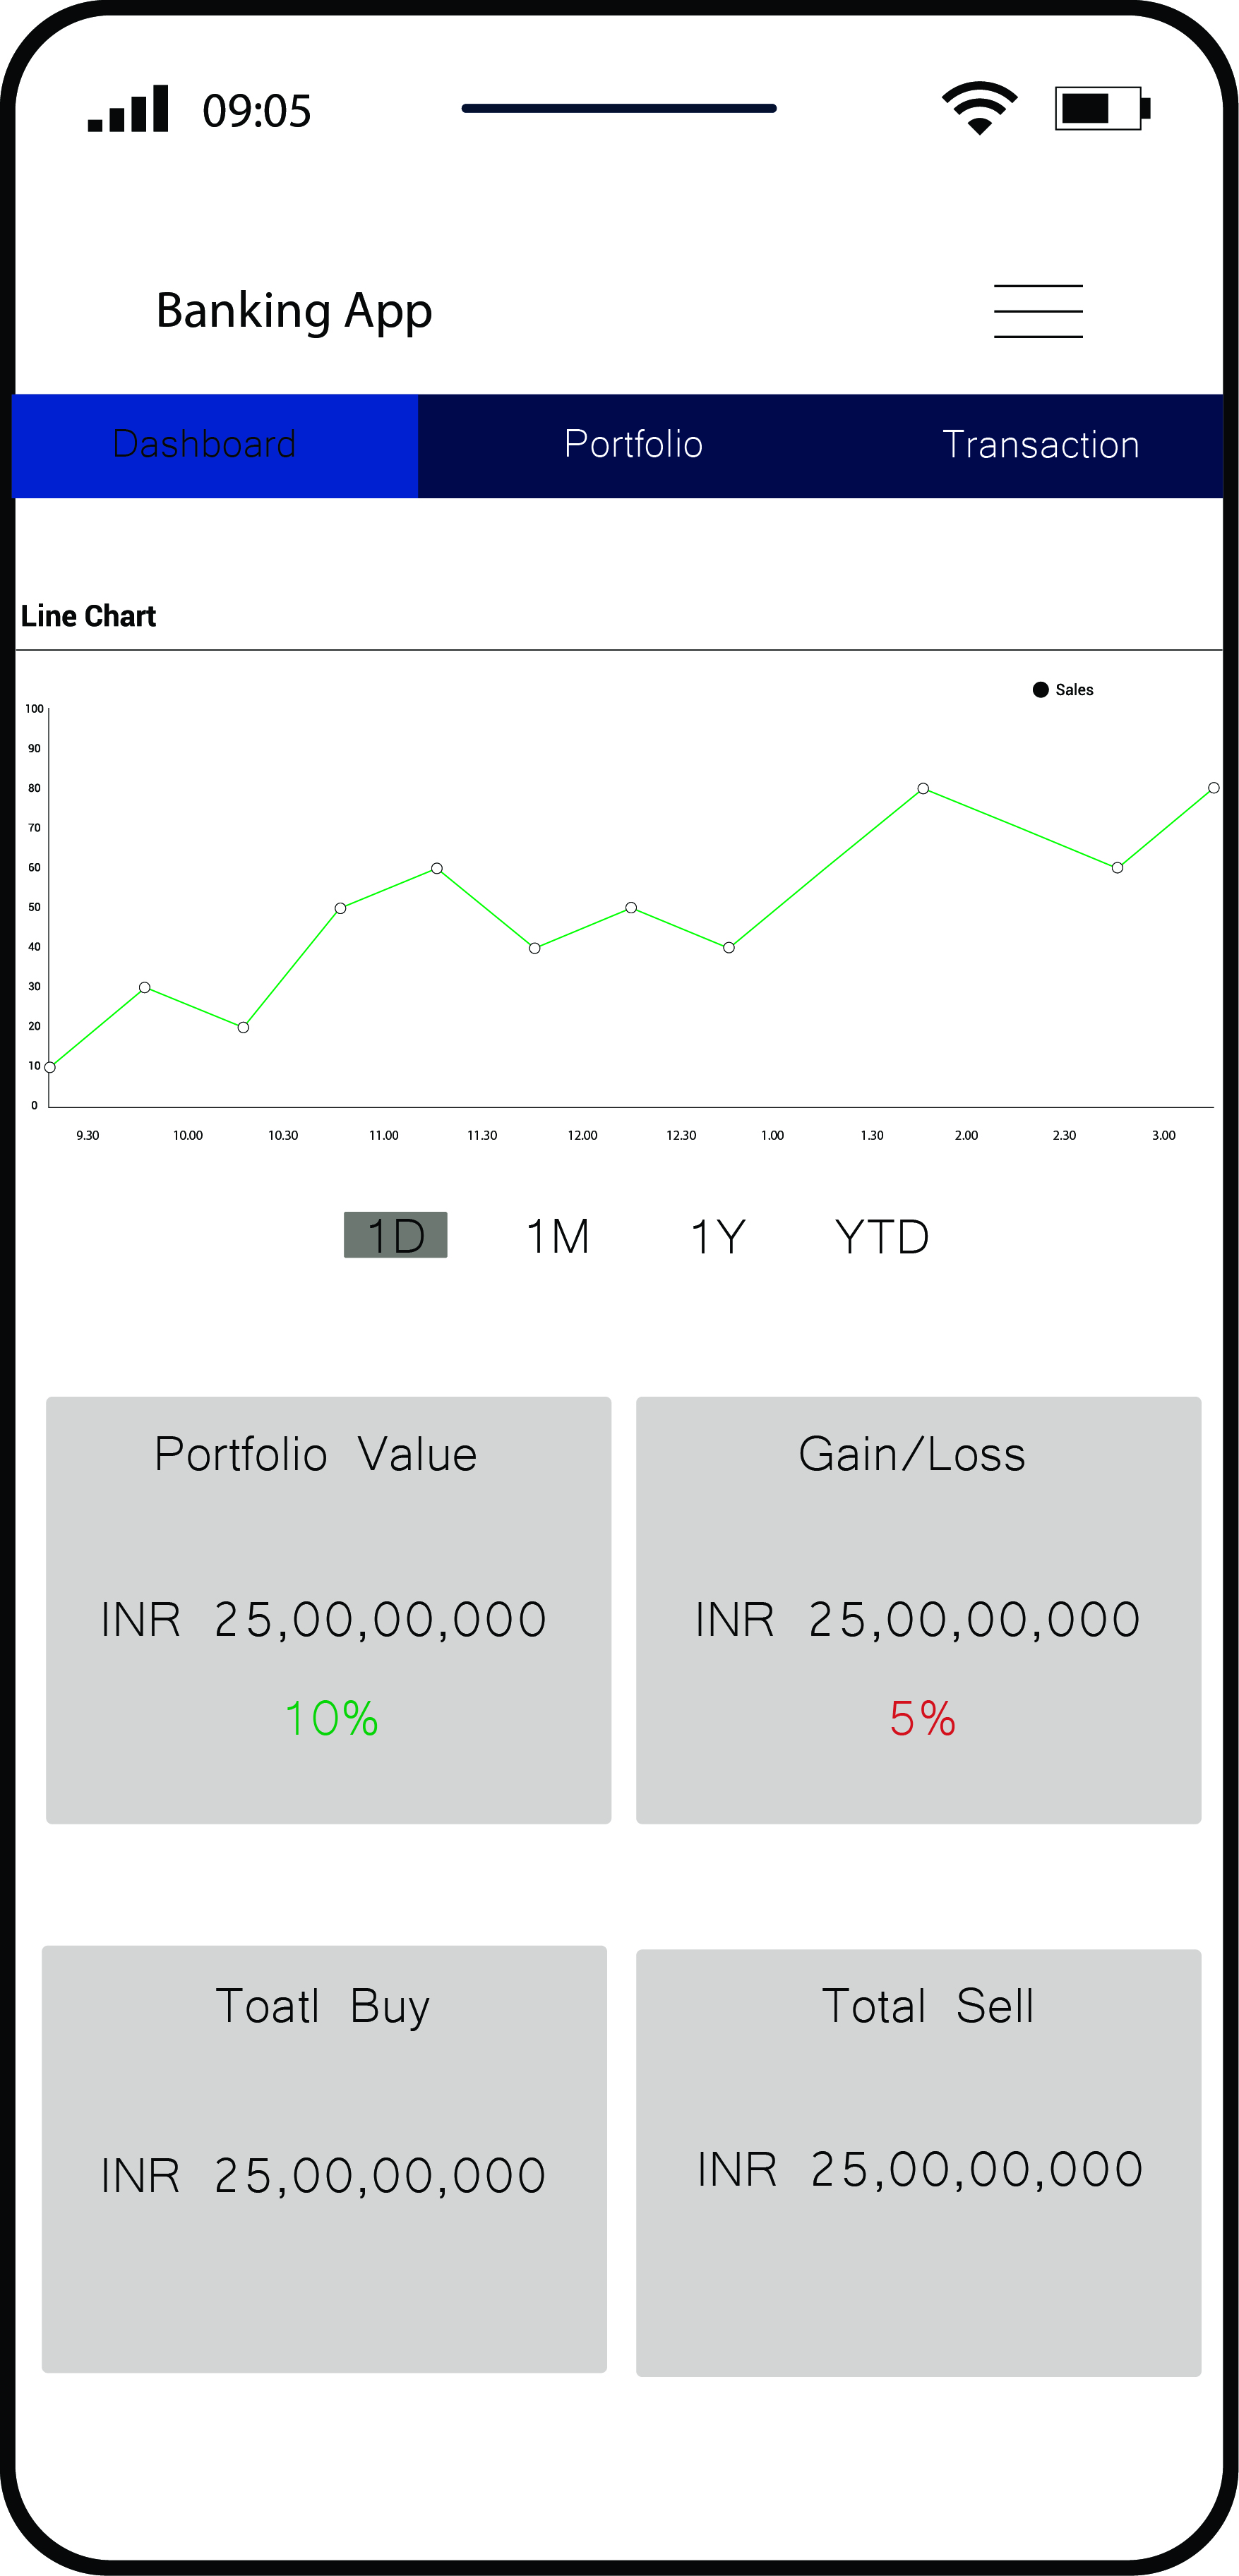 09:05
Banking App
Dashboard Portfolio Transaction
Line Chart
Sales
100
90
80
70
60
50
40
30
20
10
0
9.30 10.00 10.30 11.00 11.30 12.00 12.30 1.00 1.30 2.00 2.30 3.00
1D 1M 1Y YTD
Portfolio Value
INR 25,00,00,000
10%
Gain/Loss
INR 25,00,00,000
5%
Toatl Buy
INR 25,00,00,000
Total Sell
INR 25,00,00,000